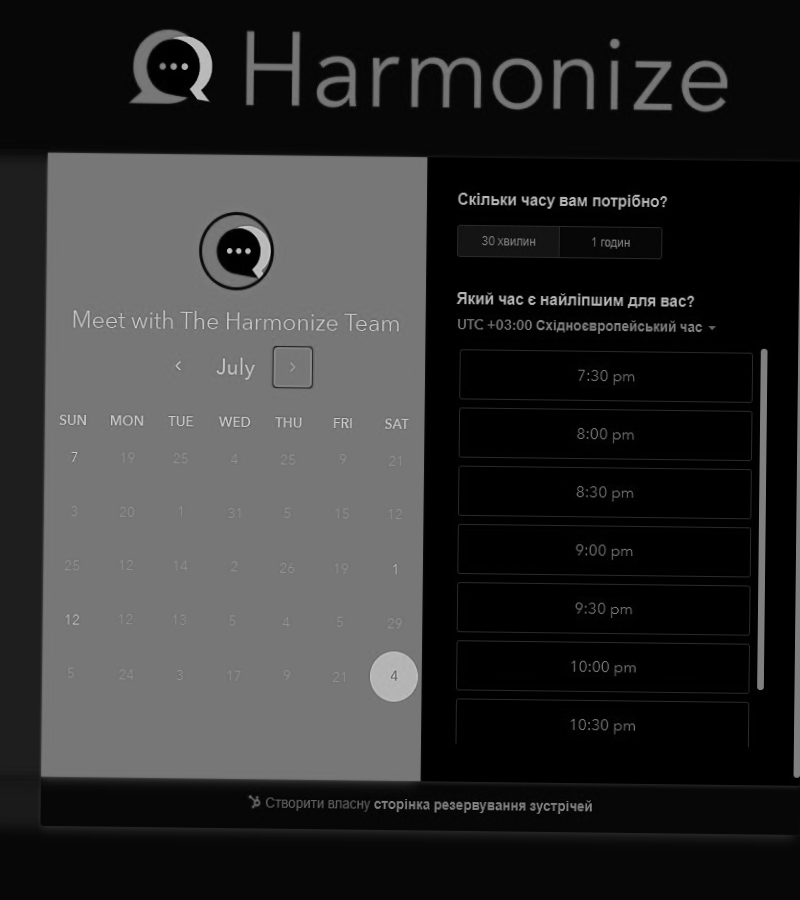 Harmonize
Meet with The Harmonize Team
July
SUN MON TUE WED THU FRI SAT
7 19 25 4 25 9 21
3 20 1 31 5 15 12
25 12 14 2 26 19 1
12 12 13 5 4 5 29
5 24 3 17 9 21 4
Скільки часу вам потрібно?
30 хвилин 1 годин
Який час є найліпшим для вас?
UTC +03:00 Східноєвропейський час
7:30 pm
8:00 pm
8:30 pm
9:00 pm
9:30 pm
10:00 pm
10:30 pm
Створити власну сторінка резервування зустрічей